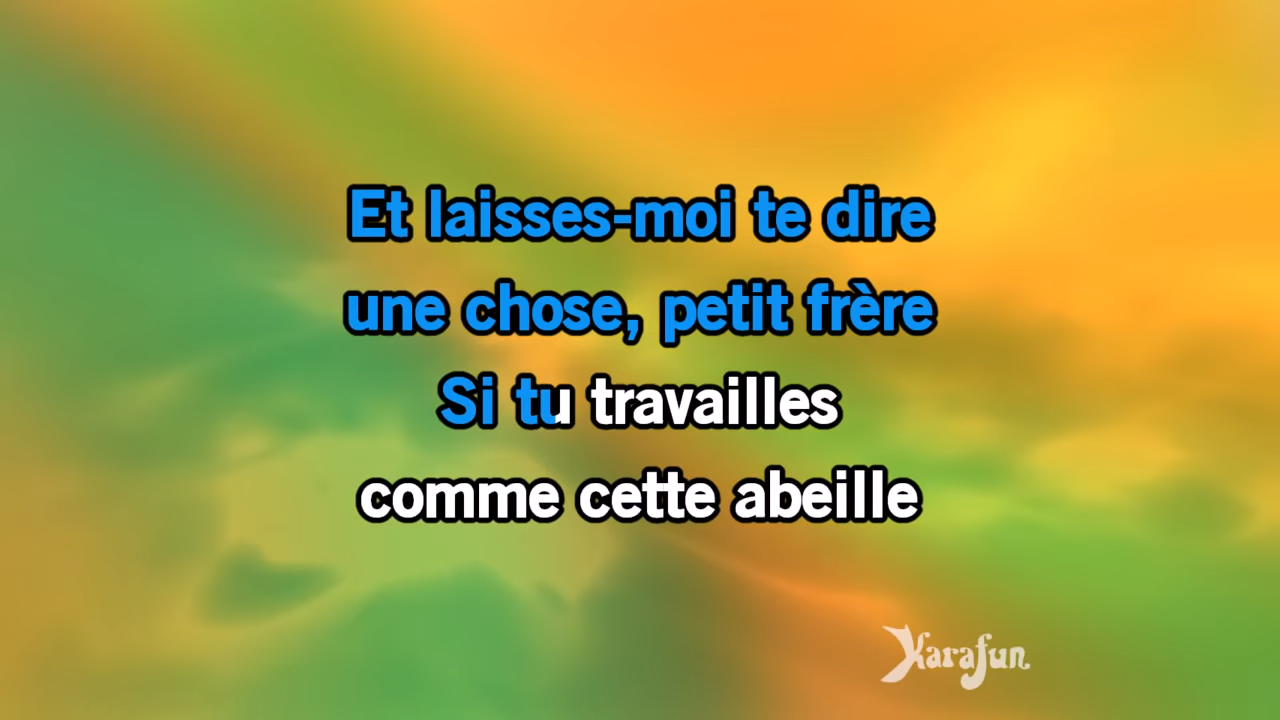 Et laisses-moi te dire
une chose, petit frère
Si tu travailles
comme cette abeille
Karafun